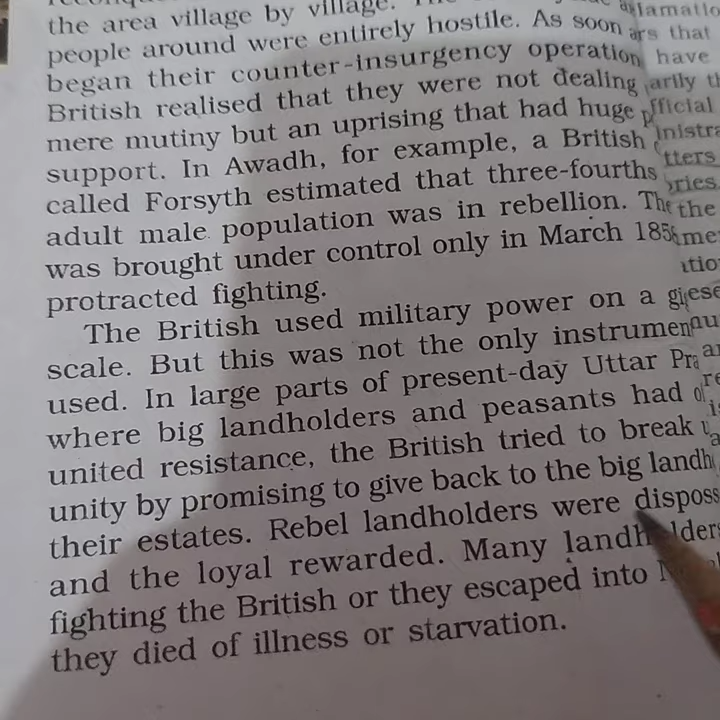 the area village by village.
people around were entirely hostile. As soon
began their counter-insurgency operation
British realised that they were not dealing
mere mutiny but an uprising that had huge
support. In Awadh, for example, a British
called Forsyth estimated that three-fourths
adult male population was in rebellion.
was brought under control only in March
protracted fighting.
The British used military power on a
scale. But this was not the only
used. In large parts of present-day Uttar
where big landholders and peasants had
united resistance, the British tried to break
unity by promising to give back to the big
their estates. Rebel landholders were
and the loyal rewarded. Many
fighting the British or they escaped into
they died of illness or starvation.
ars that
have
the